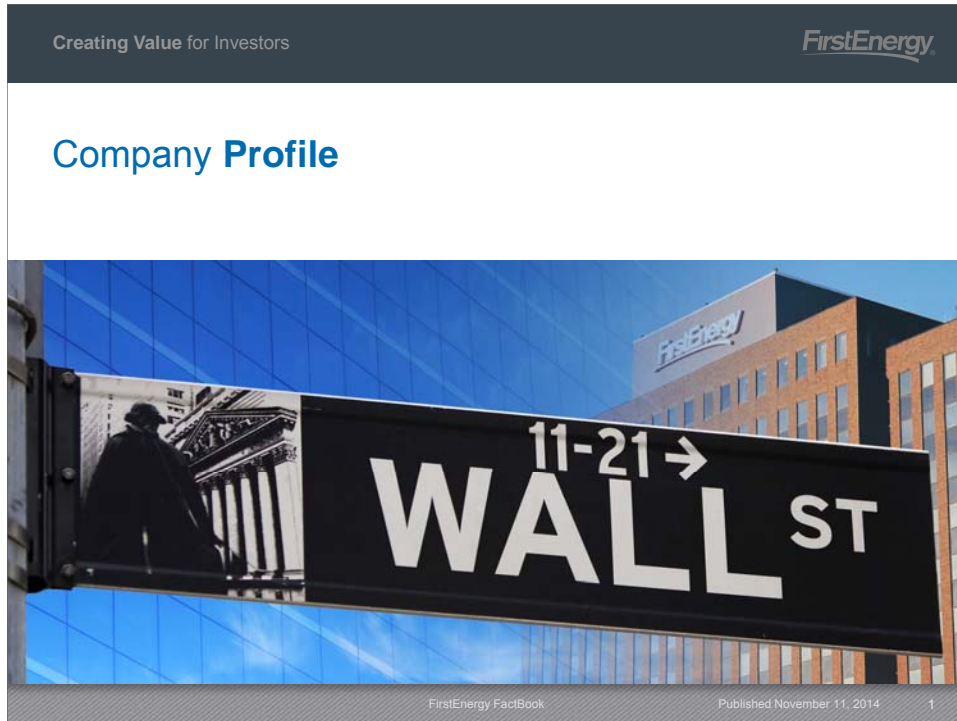 Creating Value for Investors
FirstEnergy
Company Profile
FirstEnergy
11-21 →
WALL ST
FirstEnergy FactBook
Published November 11, 2014
1